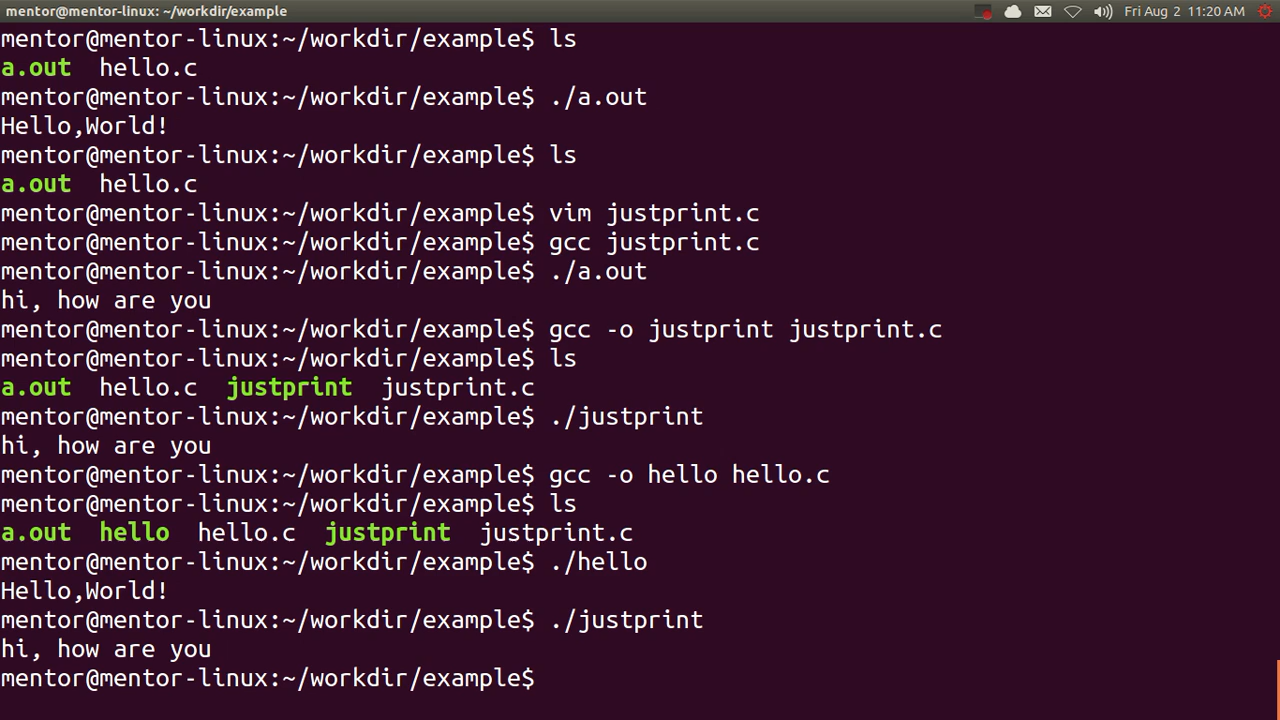 mentor@mentor-linux: ~/workdir/example Fri Aug 2 11:20 AM
mentor@mentor-linux:~/workdir/example$ ls
a.out hello.c
mentor@mentor-linux:~/workdir/example$ ./a.out
Hello,World!
mentor@mentor-linux:~/workdir/example$ ls
a.out hello.c
mentor@mentor-linux:~/workdir/example$ vim justprint.c
mentor@mentor-linux:~/workdir/example$ gcc justprint.c
mentor@mentor-linux:~/workdir/example$ ./a.out
hi, how are you
mentor@mentor-linux:~/workdir/example$ gcc -o justprint justprint.c
mentor@mentor-linux:~/workdir/example$ ls
a.out hello.c justprint justprint.c
mentor@mentor-linux:~/workdir/example$ ./justprint
hi, how are you
mentor@mentor-linux:~/workdir/example$ gcc -o hello hello.c
mentor@mentor-linux:~/workdir/example$ ls
a.out hello hello.c justprint justprint.c
mentor@mentor-linux:~/workdir/example$ ./hello
Hello,World!
mentor@mentor-linux:~/workdir/example$ ./justprint
hi, how are you
mentor@mentor-linux:~/workdir/example$